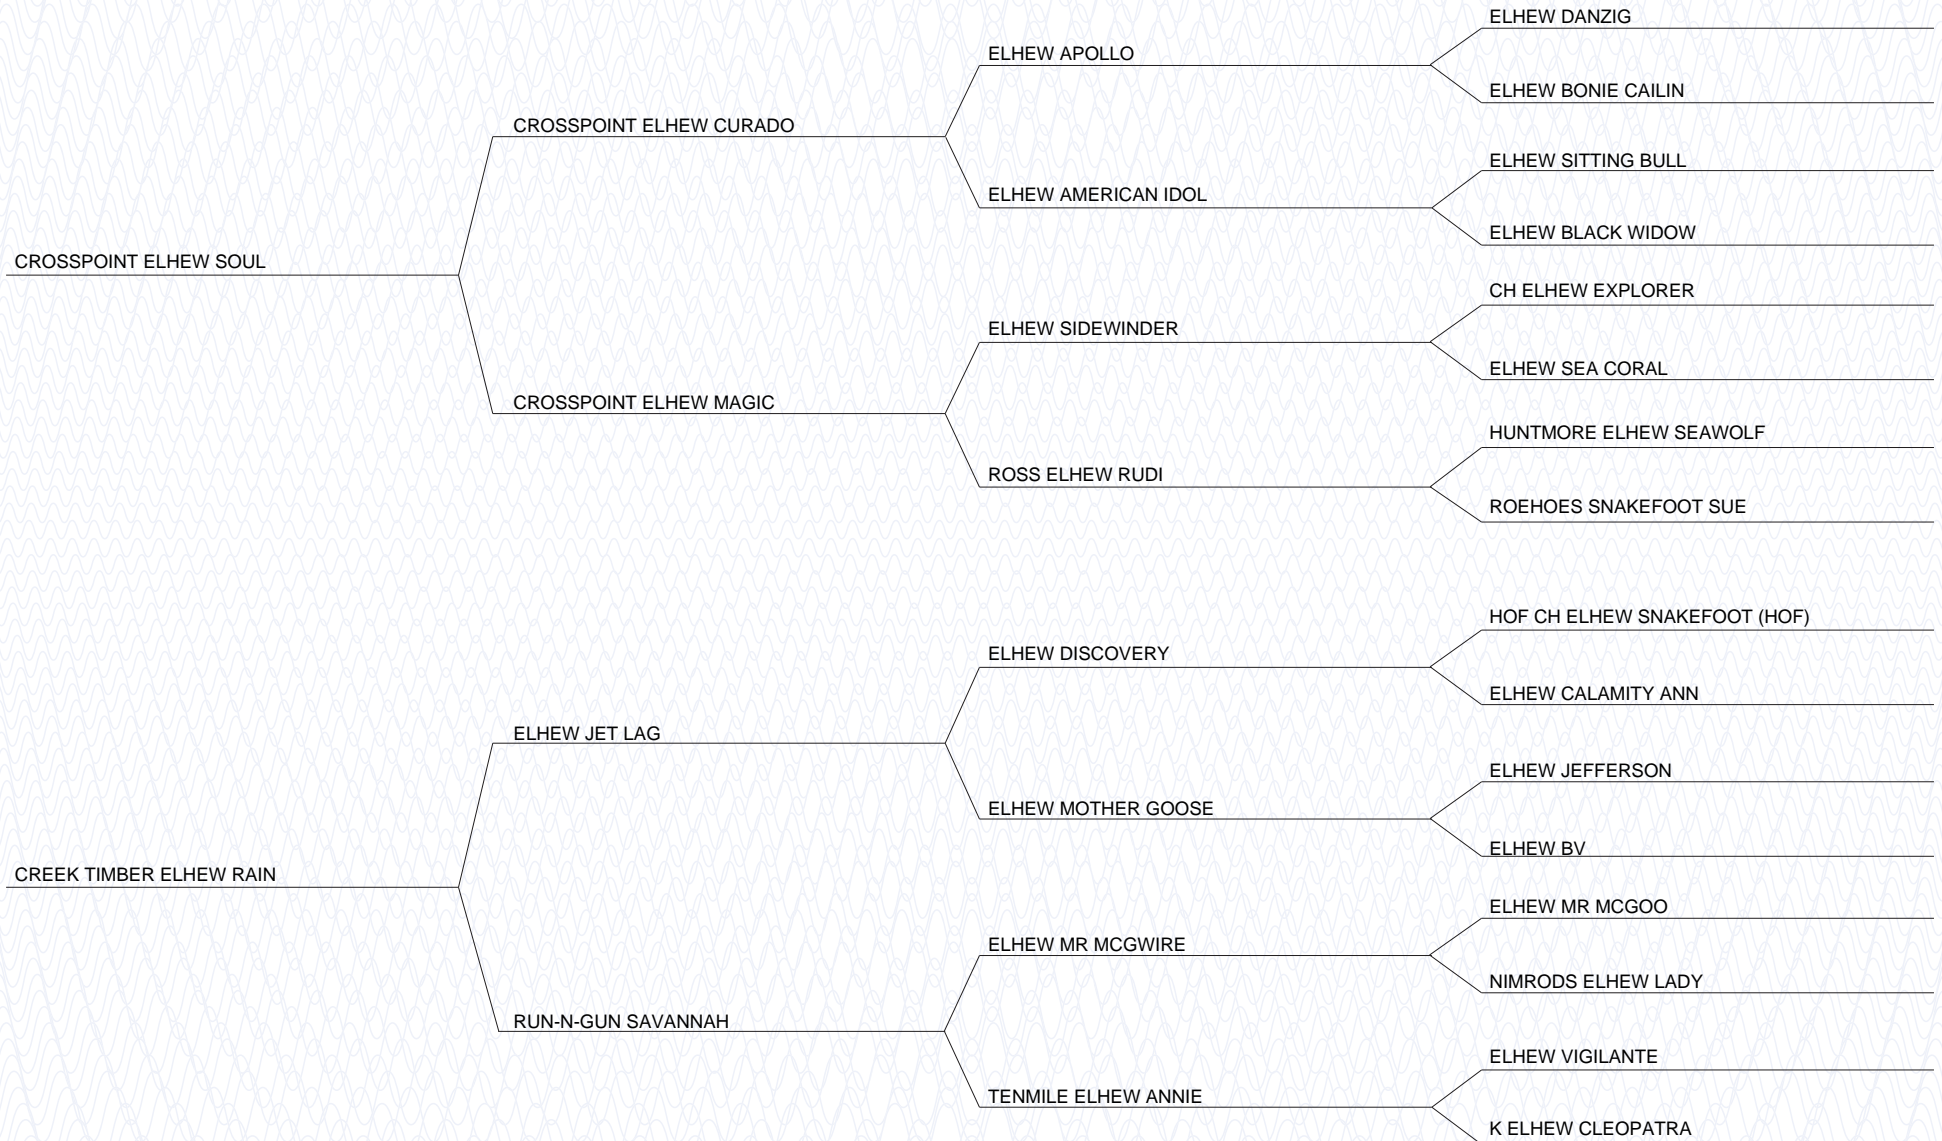 ELHEW DANZIG
ELHEW APOLLO
ELHEW BONIE CAILIN
CROSSPOINT ELHEW CURADO
ELHEW SITTING BULL
ELHEW AMERICAN IDOL
ELHEW BLACK WIDOW
CROSSPOINT ELHEW SOUL
CH ELHEW EXPLORER
ELHEW SIDEWINDER
ELHEW SEA CORAL
CROSSPOINT ELHEW MAGIC
HUNTMORE ELHEW SEAWOLF
ROSS ELHEW RUDI
ROEHOES SNAKEFOOT SUE
HOF CH ELHEW SNAKEFOOT (HOF)
ELHEW DISCOVERY
ELHEW CALAMITY ANN
ELHEW JET LAG
ELHEW JEFFERSON
ELHEW MOTHER GOOSE
ELHEW BV
CREEK TIMBER ELHEW RAIN
ELHEW MR MCGOO
ELHEW MR MCGWIRE
NIMRODS ELHEW LADY
RUN-N-GUN SAVANNAH
ELHEW VIGILANTE
TENMILE ELHEW ANNIE
K ELHEW CLEOPATRA